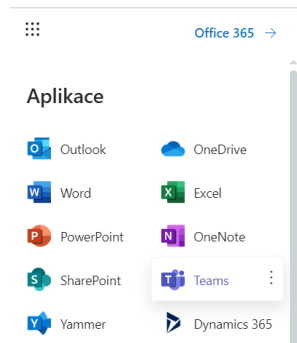 Office 365 →
Aplikace
Outlook OneDrive
Word Excel
PowerPoint OneNote
SharePoint Teams
Yammer Dynamics 365